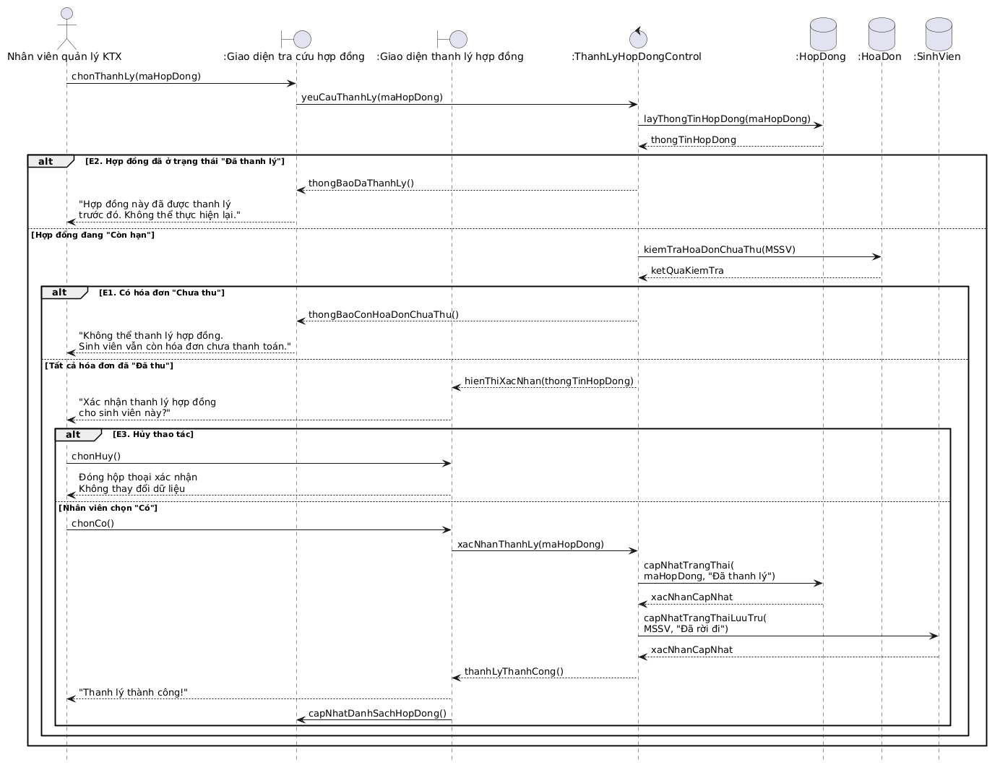 Nhân viên quản lý KTX
:Giao diện tra cứu hợp đồng
:Giao diện thanh lý hợp đồng
:ThanhLyHopDongControl
:HopDong
:HoaDon
:SinhVien
chonThanhLy(maHopDong)
yeuCauThanhLy(maHopDong)
layThongTinHopDong(maHopDong)
thongTinHopDong
alt
[E2. Hợp đồng đã ở trạng thái "Đã thanh lý"]
thongBaoDaThanhLy()
"Hợp đồng này đã được thanh lý
trước đó. Không thể thực hiện lại."
[Hợp đồng đang "Còn hạn"]
kiemTraHoaDonChuaThu(MSSV)
ketQuaKiemTra
alt
[E1. Có hóa đơn "Chưa thu"]
thongBaoConHoaDonChuaThu()
"Không thể thanh lý hợp đồng.
Sinh viên vẫn còn hóa đơn chưa thanh toán."
[Tất cả hóa đơn đã "Đã thu"]
hienThiXacNhan(thongTinHopDong)
"Xác nhận thanh lý hợp đồng
cho sinh viên này?"
alt
[E3. Hủy thao tác]
chonHuy()
Đóng hộp thoại xác nhận
Không thay đổi dữ liệu
[Nhân viên chọn "Có"]
chonCo()
xacNhanThanhLy(maHopDong)
capNhatTrangThai(
maHopDong, "Đã thanh lý")
xacNhanCapNhat
capNhatTrangThaiLuuTru(
MSSV, "Đã rời đi")
xacNhanCapNhat
thanhLyThanhCong()
"Thanh lý thành công!"
capNhatDanhSachHopDong()